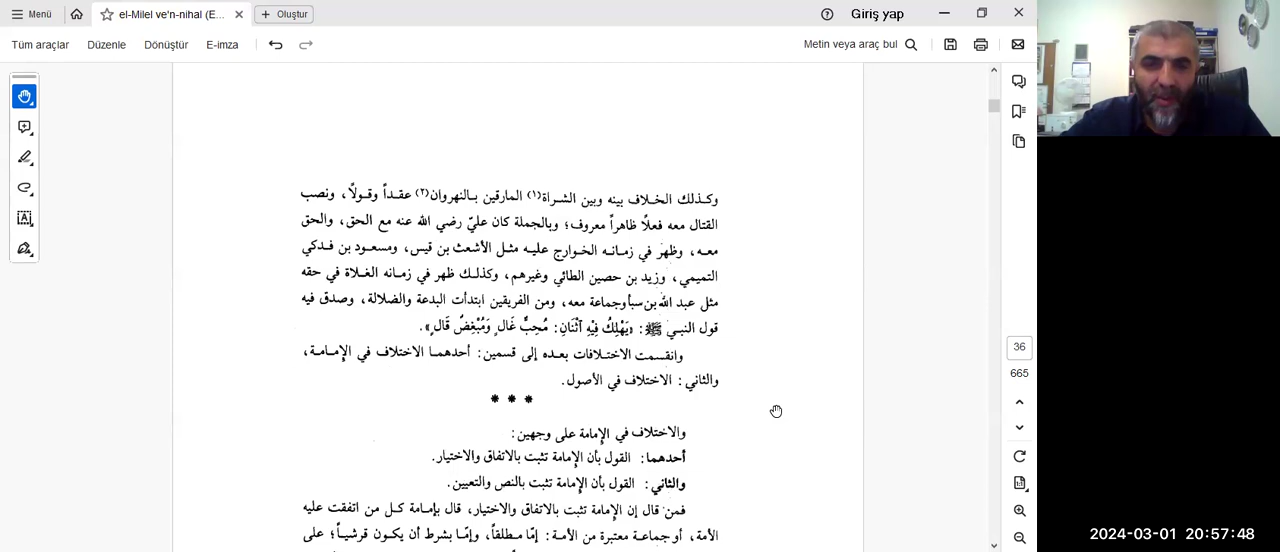 Menü
el-Milel ve'n-nihal (E...
Oluştur
Giriş yap
Tüm araçlar
Düzenle
Dönüştür
E-imza
Metin veya araç bul
وكذلك الخلاف بينه وبين الشراة(١) المارقين بالنهروان(٢) عقداً وقولاً، ونصب
القتال معه فعلاً ظاهراً معروف؛ وبالجملة كان عليّ رضي الله عنه مع الحق، والحق
معه، وظهر في زمانه الخوارج عليه مثل الأشعث بن قيس، ومسعود بن فدكي
التميمي، وزيد بن حصين الطائي وغيرهم، وكذلك ظهر في زمانه الغلاة في حقه
مثل عبد الله بن سبأ وجماعة معه، ومن الفريقين ابتدأت البدعة والضلالة، وصدق فيه
قول النبي ﷺ: «يَهْلِكُ فِيهِ آثْنَانِ: مُحِبٌّ غَالٍ وَمُبْغِضٌ قَالٍ».
وانقسمت الاختلافات بعده إلى قسمين: أحدهما الاختلاف في الإمامة،
والثاني: الاختلاف في الأصول.
* * *
والاختلاف في الإمامة على وجهين:
أحدهما: القول بأن الإمامة تثبت بالاتفاق والاختيار.
والثاني: القول بأن الإمامة تثبت بالنص والتعيين.
فمن قال إن الإمامة تثبت بالاتفاق والاختيار، قال بإمامة كل من اتفقت عليه
الأمة، أو جماعة معتبرة من الأمة: إمّا مطلقاً، وإمّا بشرط أن يكون قرشياً؛ على
36
665
2024-03-01 20:57:48